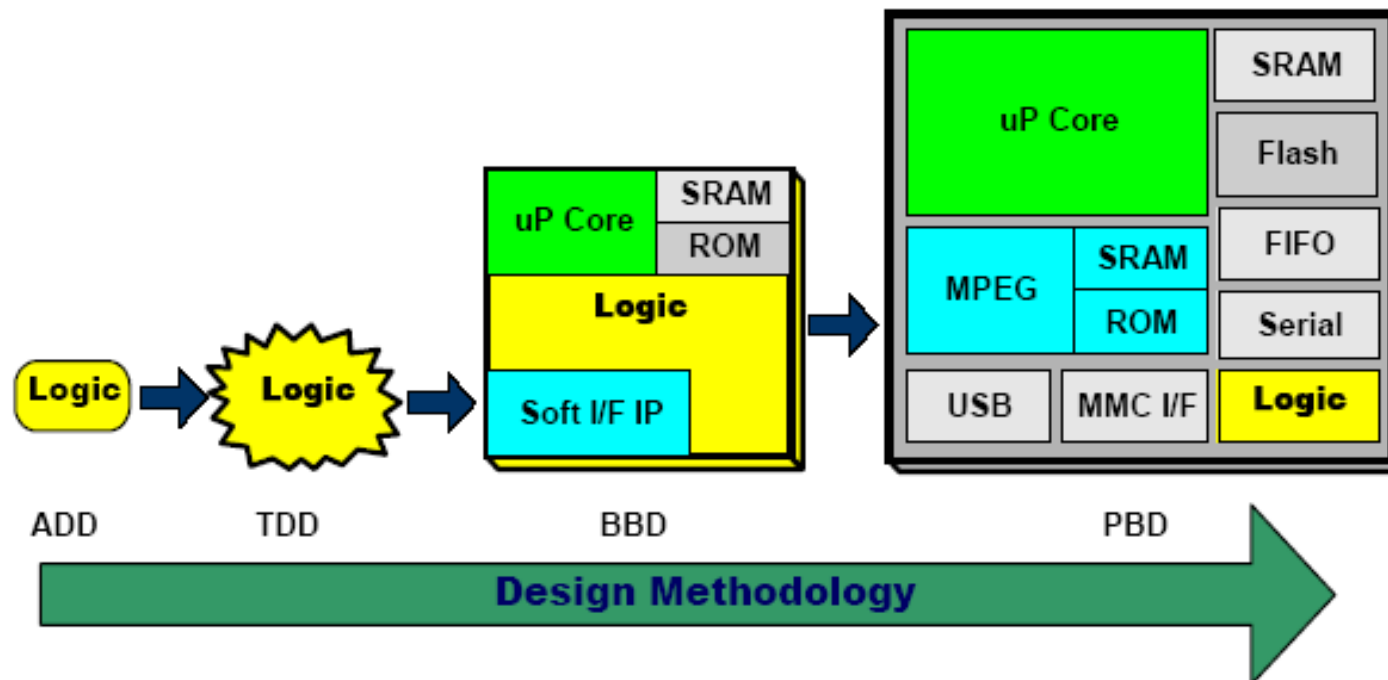 Logic
Logic
uP Core
SRAM
ROM
Logic
Soft I/F IP
uP Core
SRAM
Flash
MPEG
SRAM
ROM
FIFO
Serial
USB
MMC I/F
Logic
ADD
TDD
BBD
PBD
Design Methodology